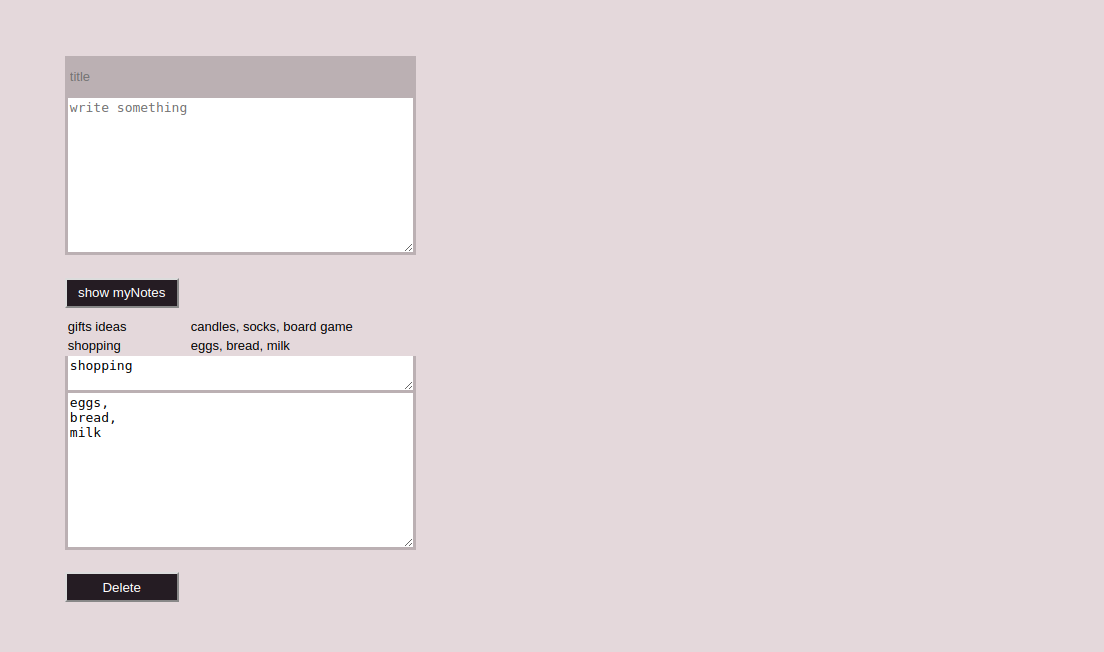 title
write something
show myNotes
gifts ideas candles, socks, board game
shopping eggs, bread, milk
shopping
eggs,
bread,
milk
Delete